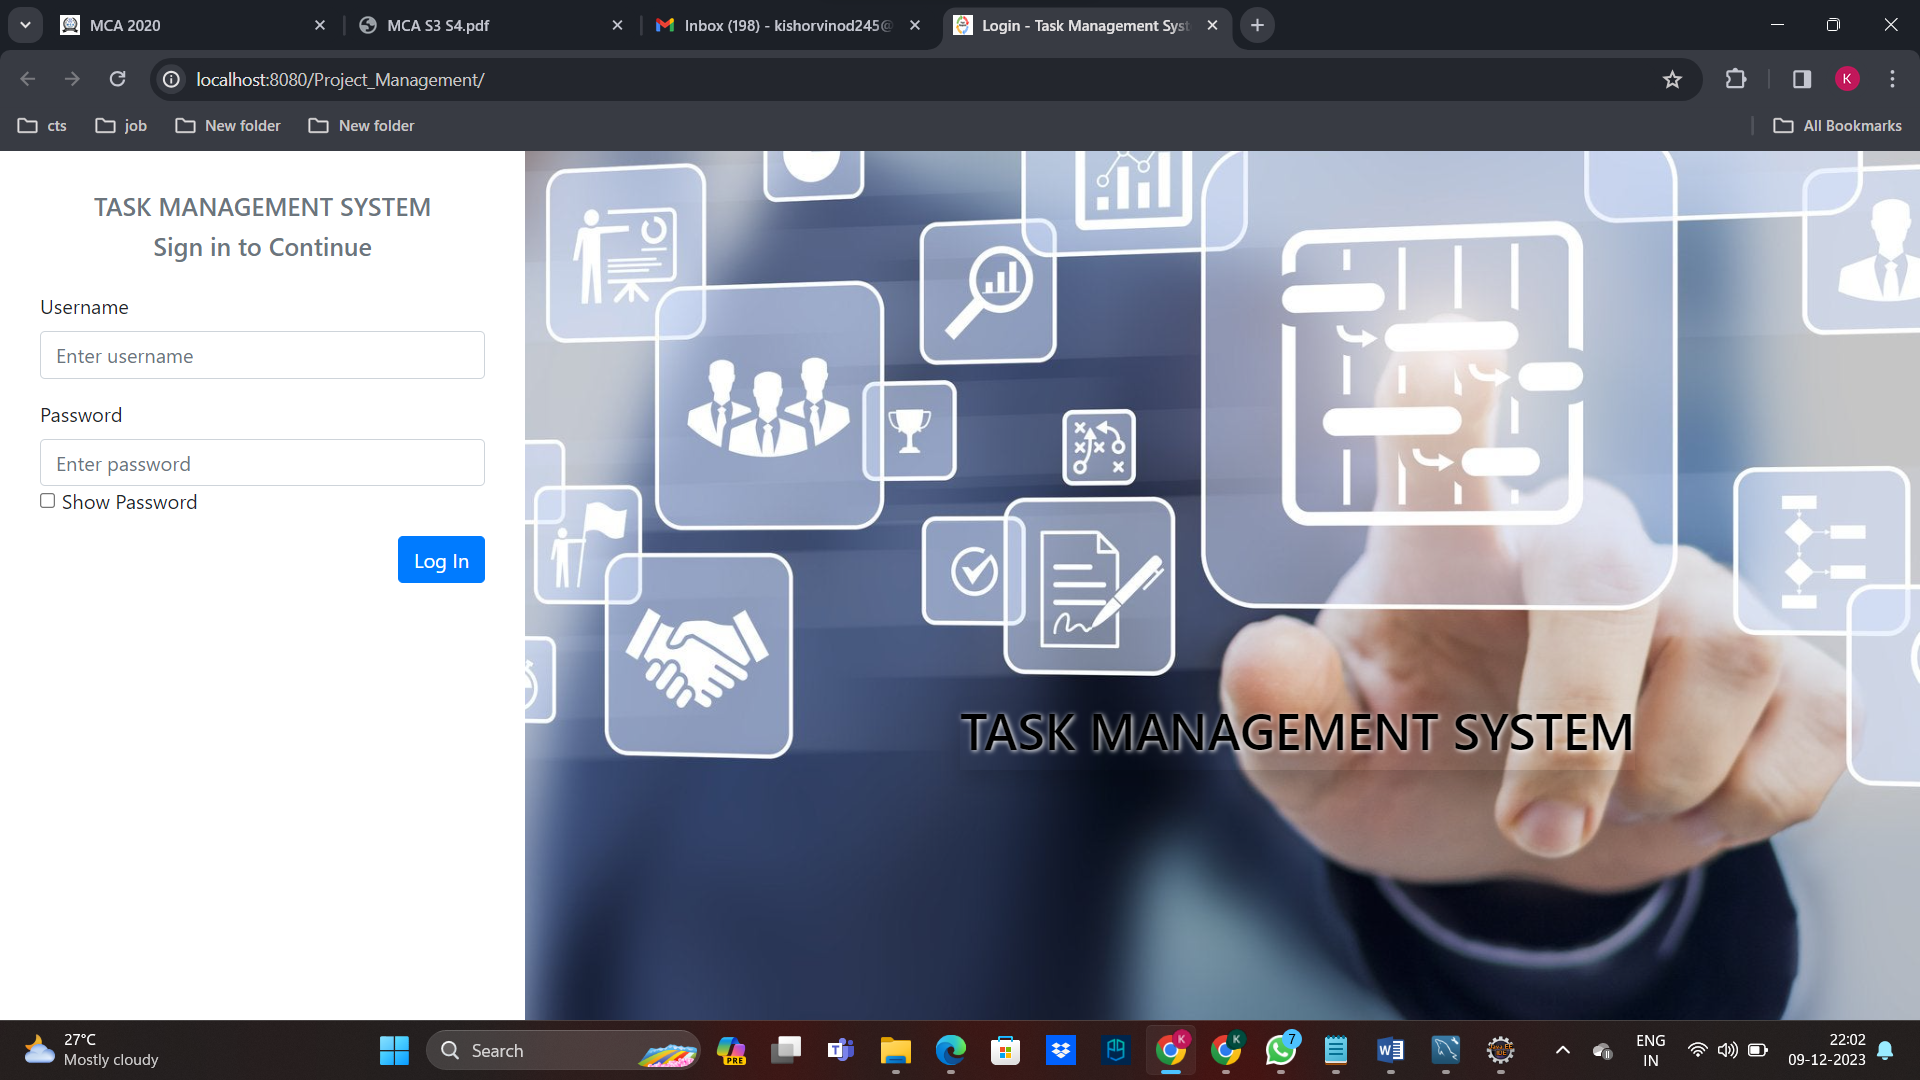 MCA 2020
MCA S3 S4.pdf
Inbox (198) - kishorvinod245@
Login - Task Management Syst
localhost:8080/Project_Management/
K
cts
job
New folder
New folder
All Bookmarks
TASK MANAGEMENT SYSTEM
Sign in to Continue
Username
Enter username
Password
Enter password
Show Password
Log In
TASK MANAGEMENT SYSTEM
27°C
Mostly cloudy
Search
PRE
K
K
7
ENG
IN
22:02
09-12-2023